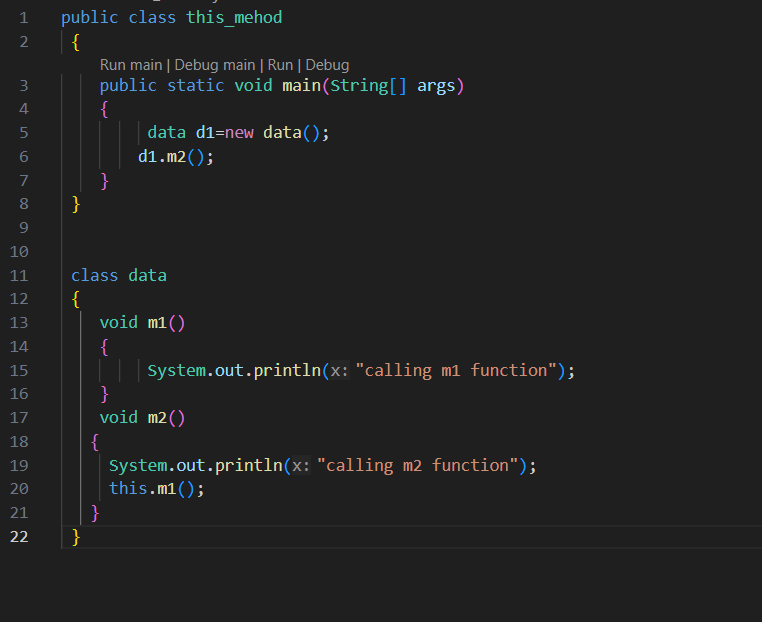 1 public class this_mehod
2 {
Run main | Debug main | Run | Debug
3 public static void main(String[] args)
4 {
5 data d1=new data();
6 d1.m2();
7 }
8 }
9
10
11 class data
12 {
13 void m1()
14 {
15 System.out.println(x: "calling m1 function");
16 }
17 void m2()
18 {
19 System.out.println(x: "calling m2 function");
20 this.m1();
21 }
22 }